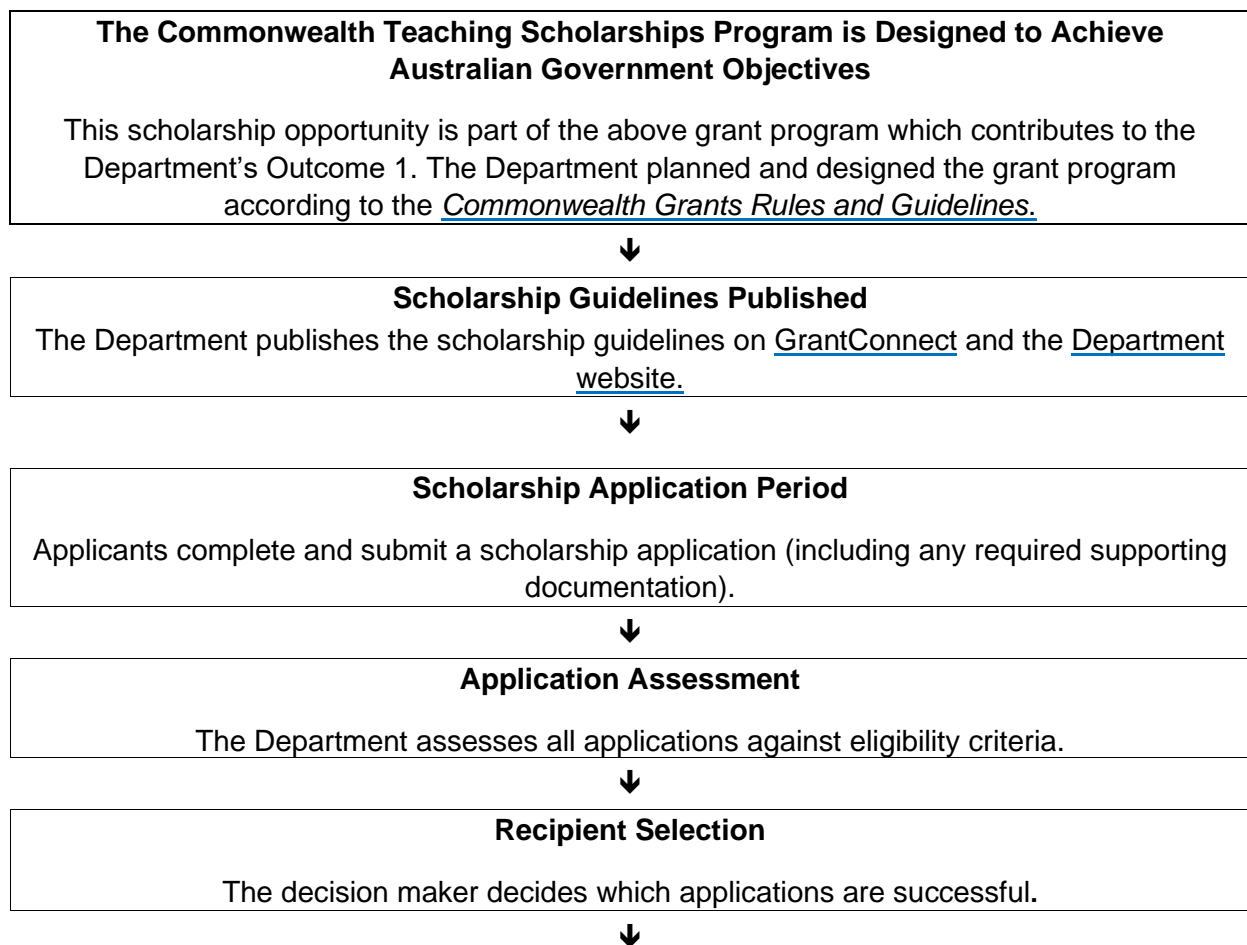 The Commonwealth Teaching Scholarships Program is Designed to Achieve
Australian Government Objectives
This scholarship opportunity is part of the above grant program which contributes to the
Department’s Outcome 1. The Department planned and designed the grant program
according to the Commonwealth Grants Rules and Guidelines.
Scholarship Guidelines Published
The Department publishes the scholarship guidelines on GrantConnect and the Department
website.
Scholarship Application Period
Applicants complete and submit a scholarship application (including any required supporting
documentation).
Application Assessment
The Department assesses all applications against eligibility criteria.
Recipient Selection
The decision maker decides which applications are successful.